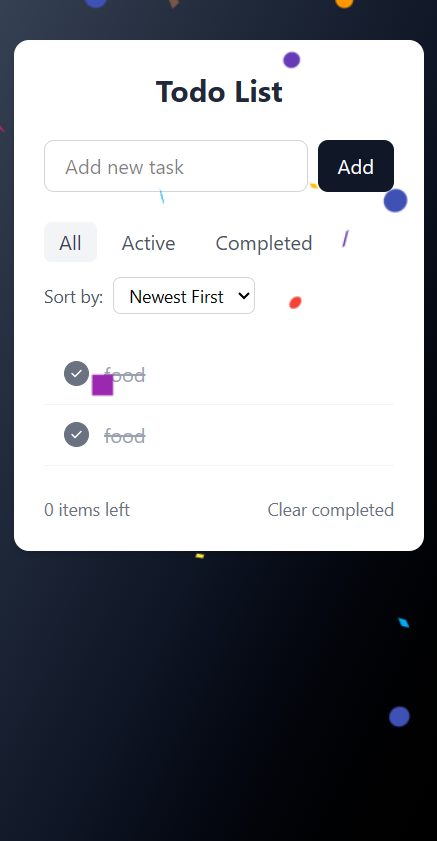 Todo List
Add new task Add
All Active Completed
Sort by: Newest First
food
food
0 items left Clear completed